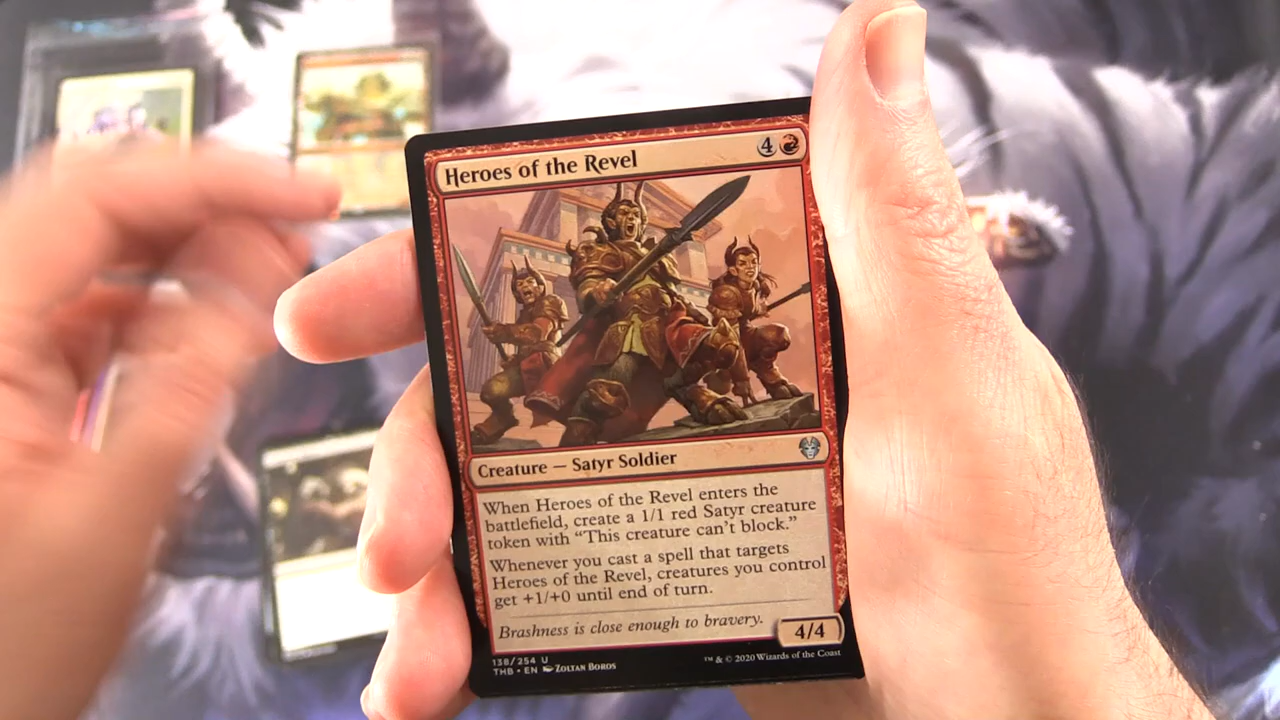 Heroes of the Revel 4
Creature — Satyr Soldier
When Heroes of the Revel enters the
battlefield, create a 1/1 red Satyr creature
token with “This creature can’t block.”
Whenever you cast a spell that targets
Heroes of the Revel, creatures you control
get +1/+0 until end of turn.
Brashness is close enough to bravery.
4/4
138/254 U
THB • EN Zoltan Boros
™ & © 2020 Wizards of the Coast